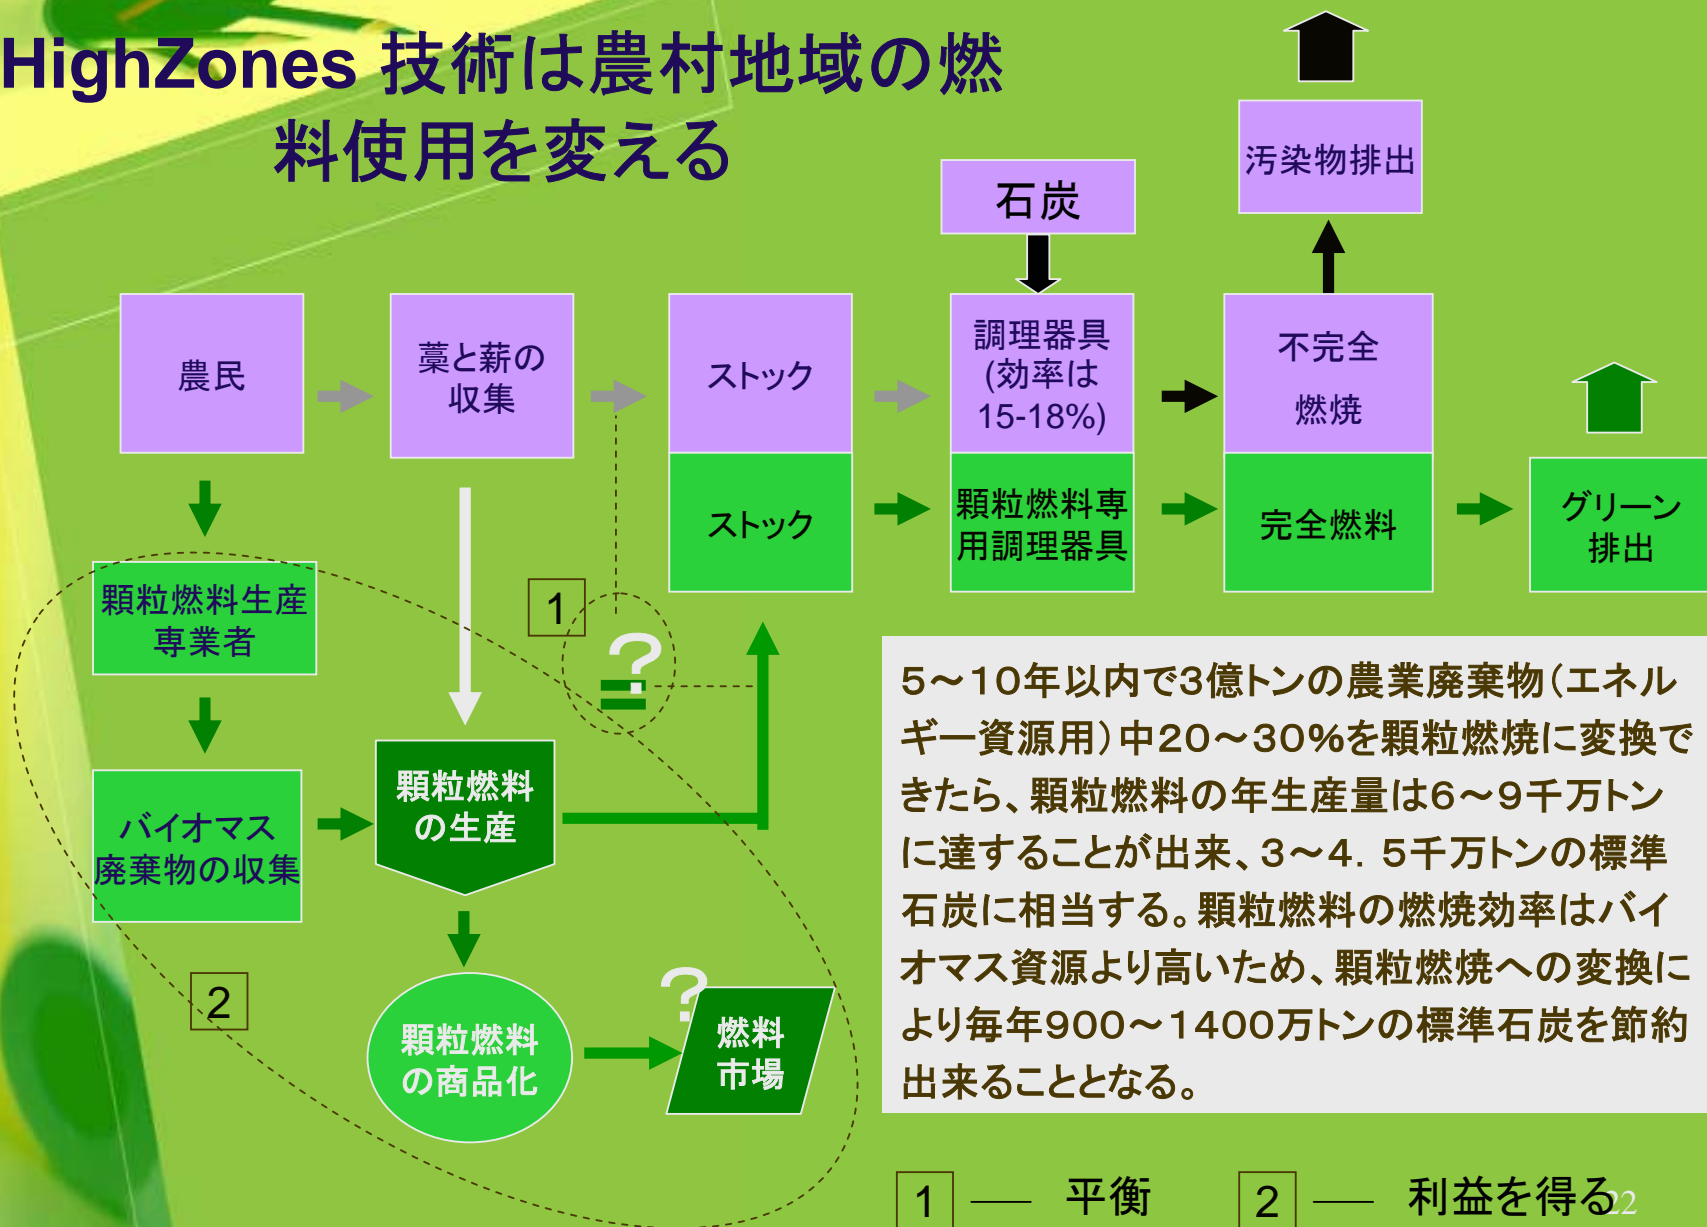 HighZones 技術は農村地域の燃
料使用を変える
汚染物排出
石炭
農民
藁と薪の
収集
ストック
調理器具
(効率は
15-18%)
不完全
燃焼
ストック
顆粒燃料専
用調理器具
完全燃料
グリーン
排出
顆粒燃料生産
専業者
1
?
=
バイオマス
廃棄物の収集
顆粒燃料
の生産
2
顆粒燃料
の商品化
?
燃料
市場
5～10年以内で3億トンの農業廃棄物（エネル
ギー資源用）中20～30%を顆粒燃焼に変換で
きたら、顆粒燃料の年生産量は6～9千万トン
に達することが出来、3～4．5千万トンの標準
石炭に相当する。顆粒燃料の燃焼効率はバイ
オマス資源より高いため、顆粒燃焼への変換に
より毎年900～1400万トンの標準石炭を節約
出来ることとなる。
1 — 平衡 2 — 利益を得る
22